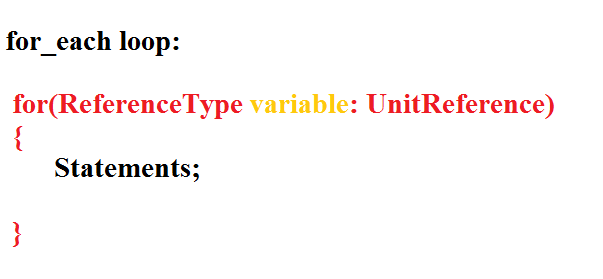 for_each loop:
for(ReferenceType variable: UnitReference)
{
Statements;
}